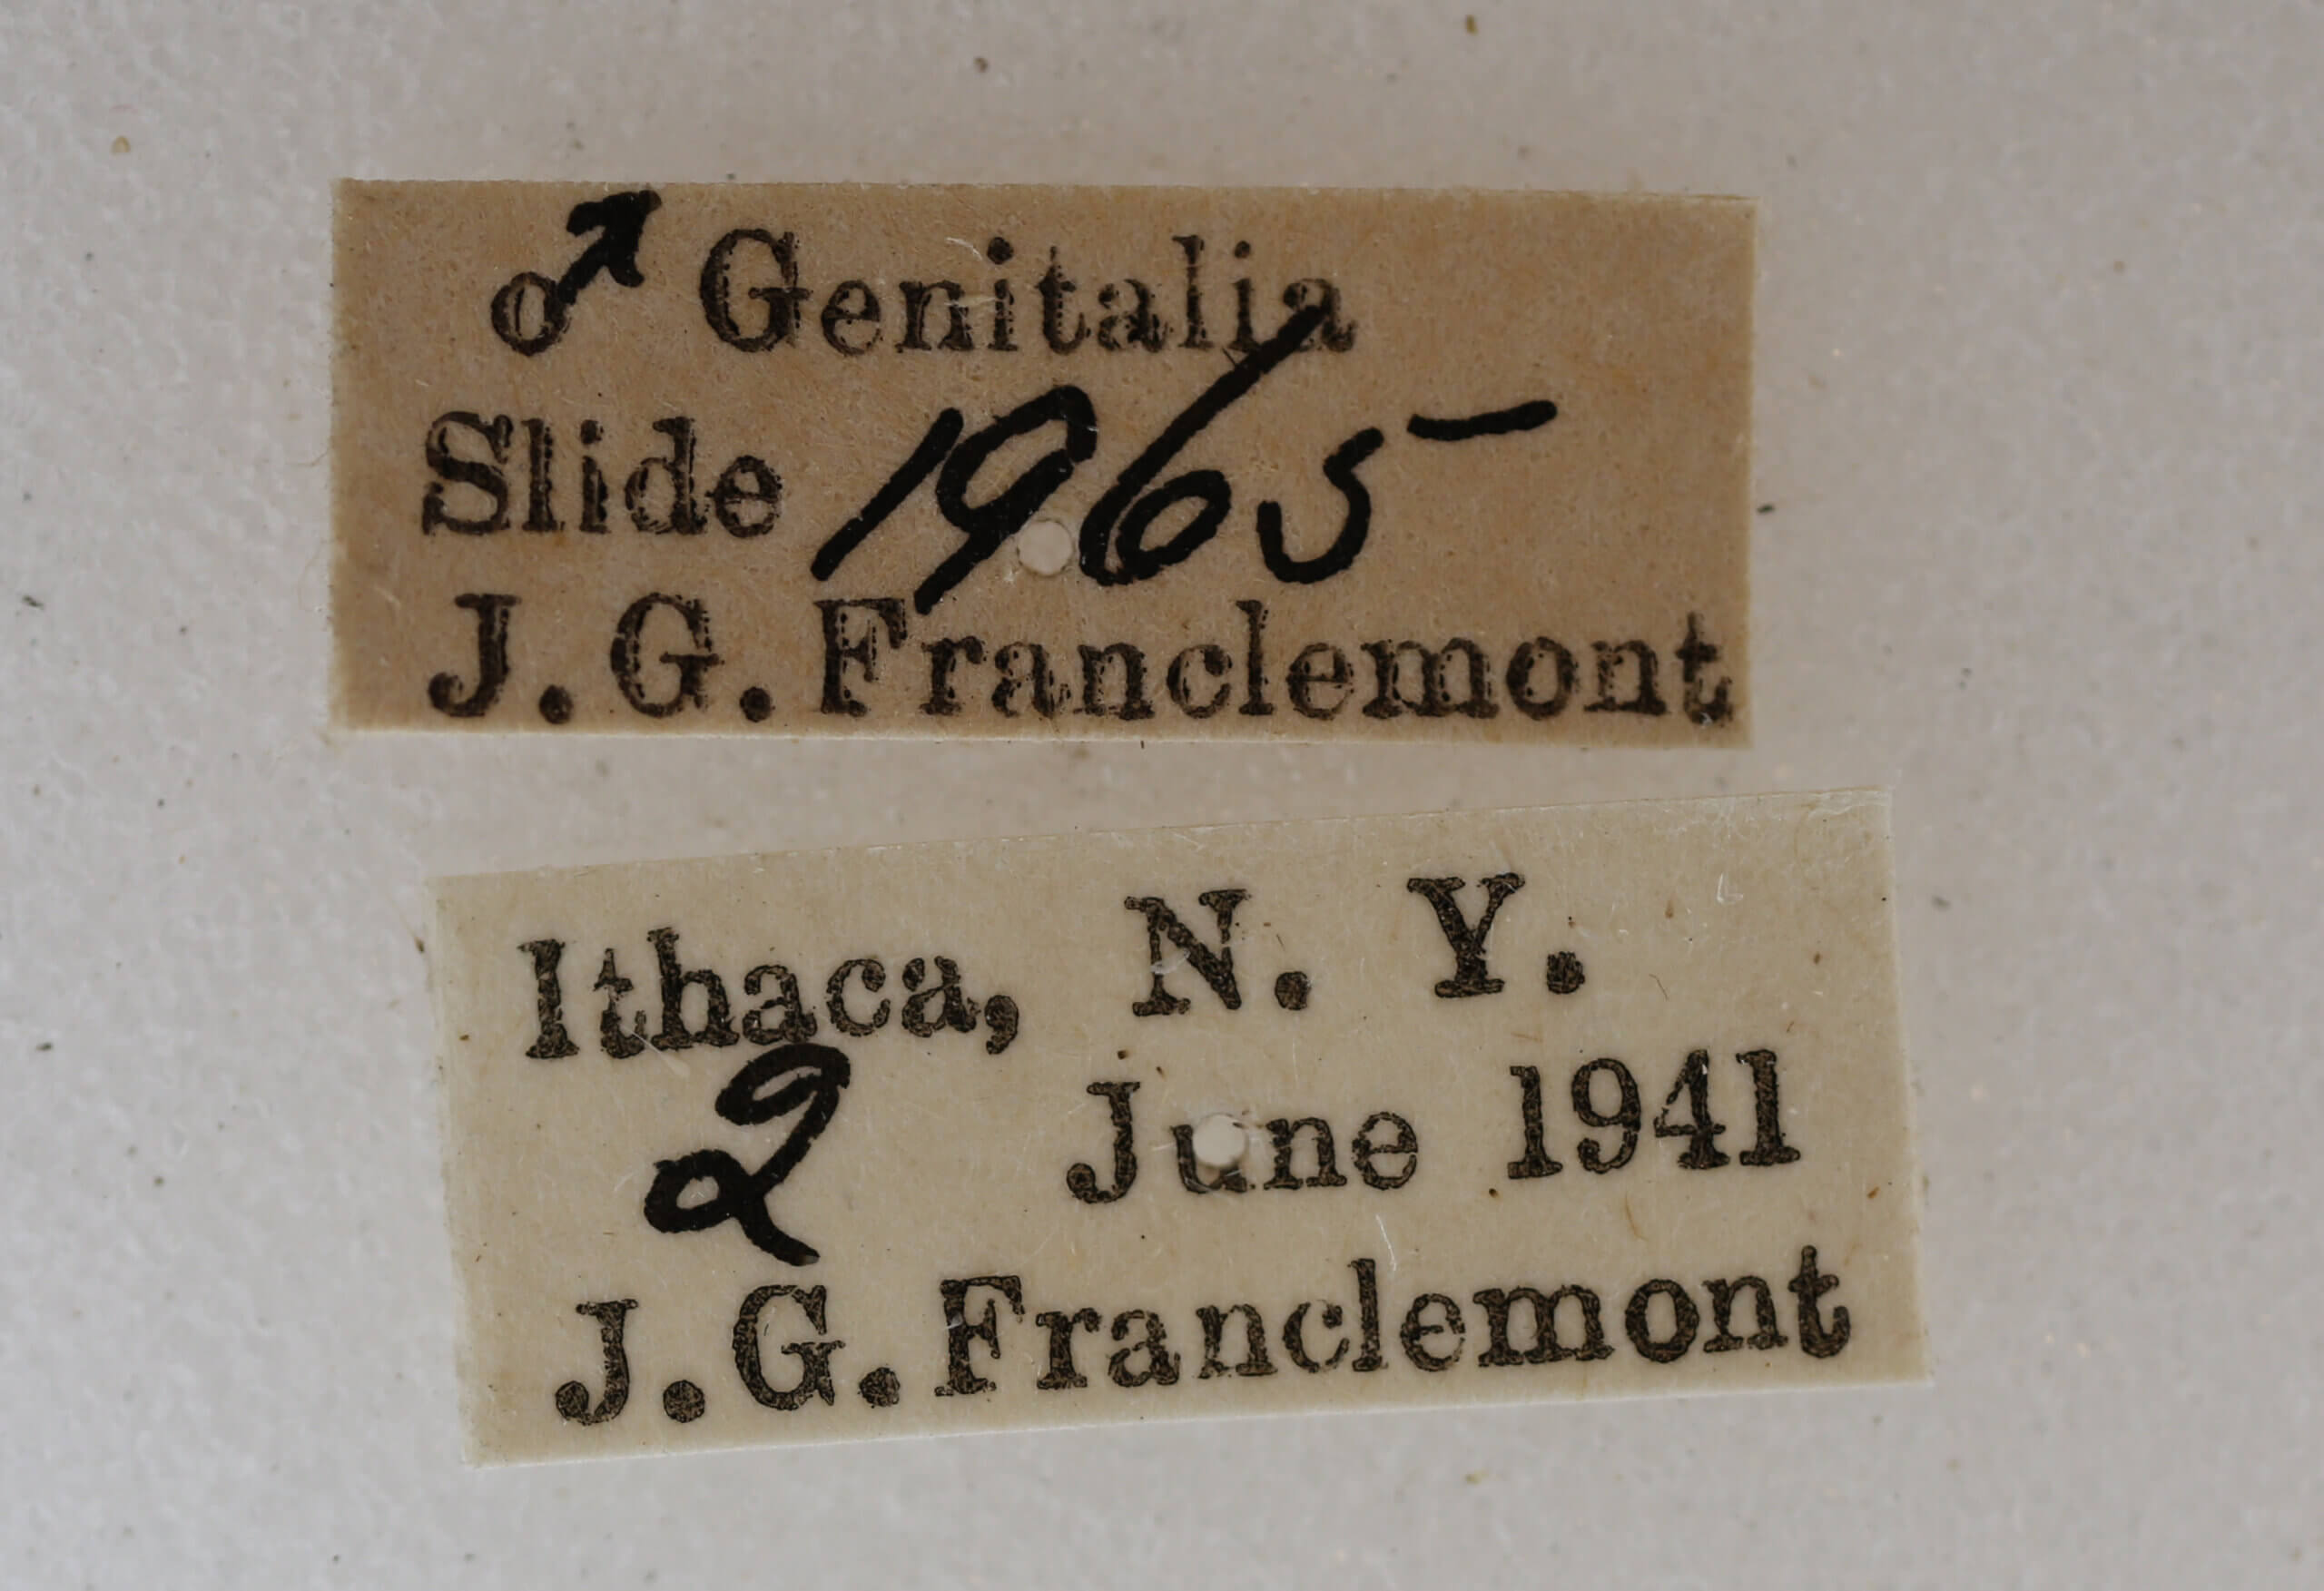 ♂ Genitalia
Slide 1965
J. G. Franclemont
Ithaca, N. Y.
2 June 1941
J. G. Franclemont